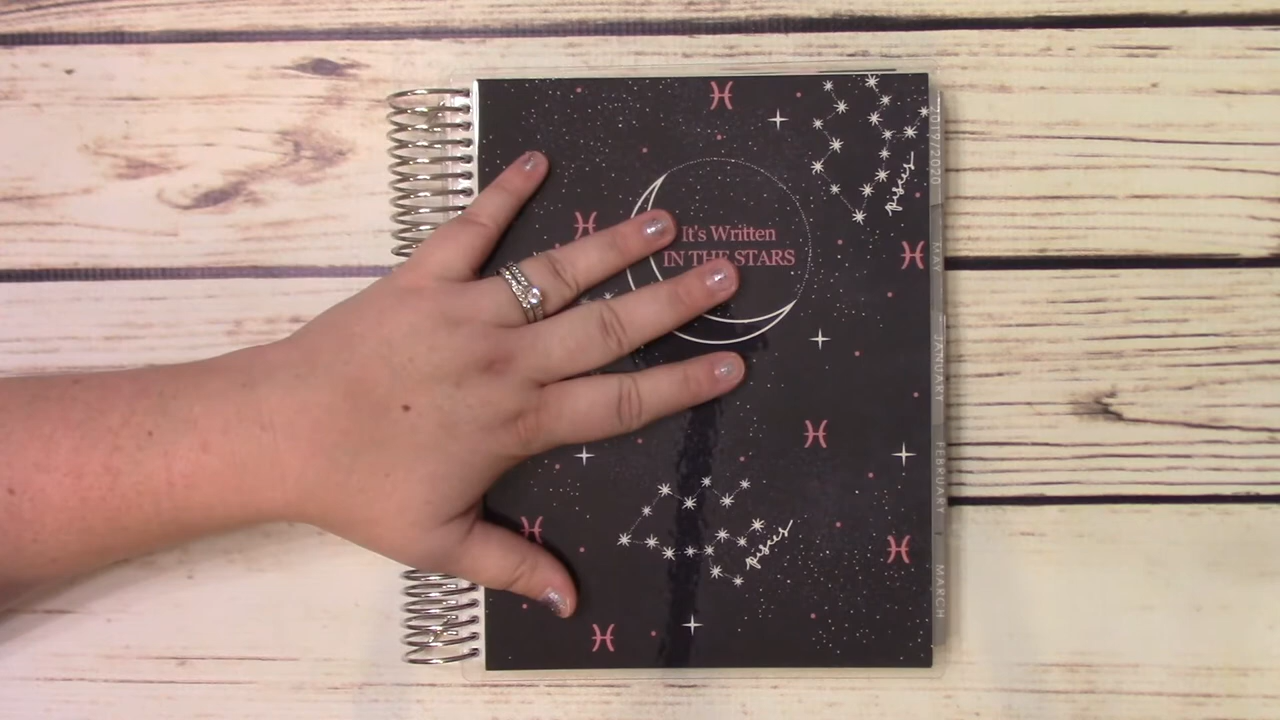 It's Written
IN THE STARS
pisces
pisces
2019/2020
MAY
JANUARY
FEBRUARY
MARCH